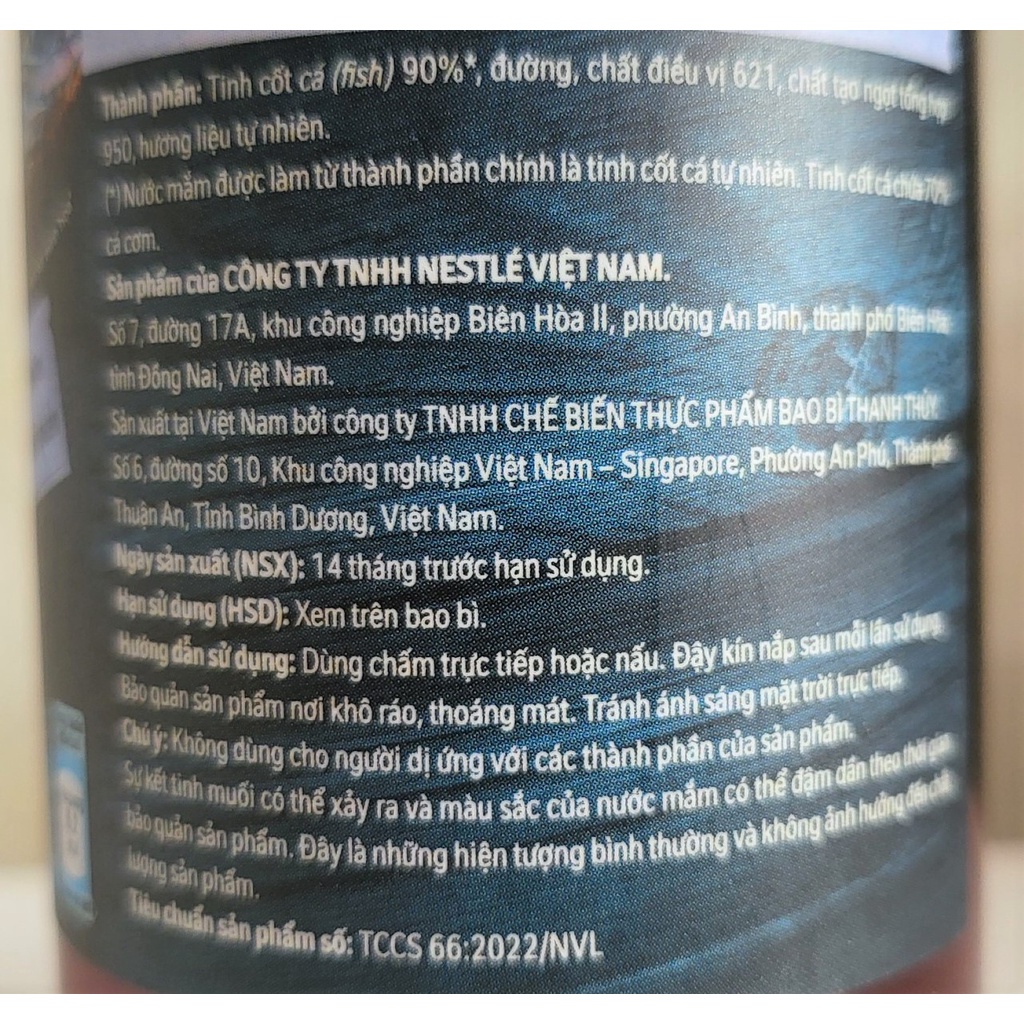 Thành phần: Tinh cốt cá (fish) 90%*, đường, chất điều vị 621, chất tạo ngọt tổng hợp
950, hương liệu tự nhiên.
(*) Nước mắm được làm từ thành phần chính là tinh cốt cá tự nhiên. Tinh cốt cá chứa 70%
cá cơm.
Sản phẩm của CÔNG TY TNHH NESTLÉ VIỆT NAM.
Số 7, đường 17A, khu công nghiệp Biên Hòa II, phường An Bình, thành phố Biên Hòa,
tỉnh Đồng Nai, Việt Nam.
Sản xuất tại Việt Nam bởi công ty TNHH CHẾ BIẾN THỰC PHẨM BAO BÌ THANH THỦY.
Số 6, đường số 10, Khu công nghiệp Việt Nam – Singapore, Phường An Phú, Thành phố
Thuận An, Tỉnh Bình Dương, Việt Nam.
Ngày sản xuất (NSX): 14 tháng trước hạn sử dụng.
Hạn sử dụng (HSD): Xem trên bao bì.
Hướng dẫn sử dụng: Dùng chấm trực tiếp hoặc nấu. Đậy kín nắp sau mỗi lần sử dụng.
Bảo quản sản phẩm nơi khô ráo, thoáng mát. Tránh ánh sáng mặt trời trực tiếp.
Chú ý: Không dùng cho người dị ứng với các thành phần của sản phẩm.
Sự kết tinh muối có thể xảy ra và màu sắc của nước mắm có thể đậm dần theo thời gian
bảo quản sản phẩm. Đây là những hiện tượng bình thường và không ảnh hưởng đến chất
lượng sản phẩm.
Tiêu chuẩn sản phẩm số: TCCS 66:2022/NVL